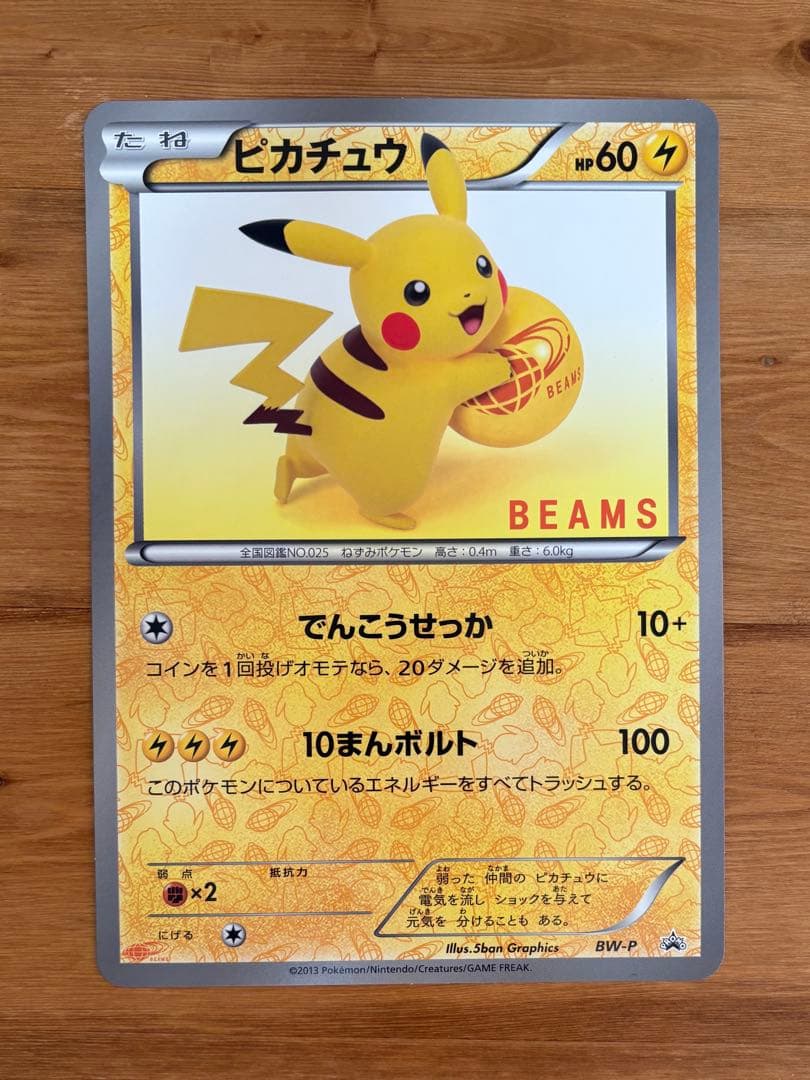 たね ピカチュウ HP60
BEAMS
BEAMS
全国図鑑NO.025 ねずみポケモン 高さ:0.4m 重さ:6.0kg
でんこうせっか 10+
コインを1回投げオモテなら、20ダメージを追加。
10まんボルト 100
このポケモンについているエネルギーをすべてトラッシュする。
弱点 抵抗力
×2
にげる
弱った 仲間の ピカチュウに
電気を流し ショックを与えて
元気を 分けることも ある。
BEAMS
Illus.5ban Graphics BW-P
©2013 Pokémon/Nintendo/Creatures/GAME FREAK.